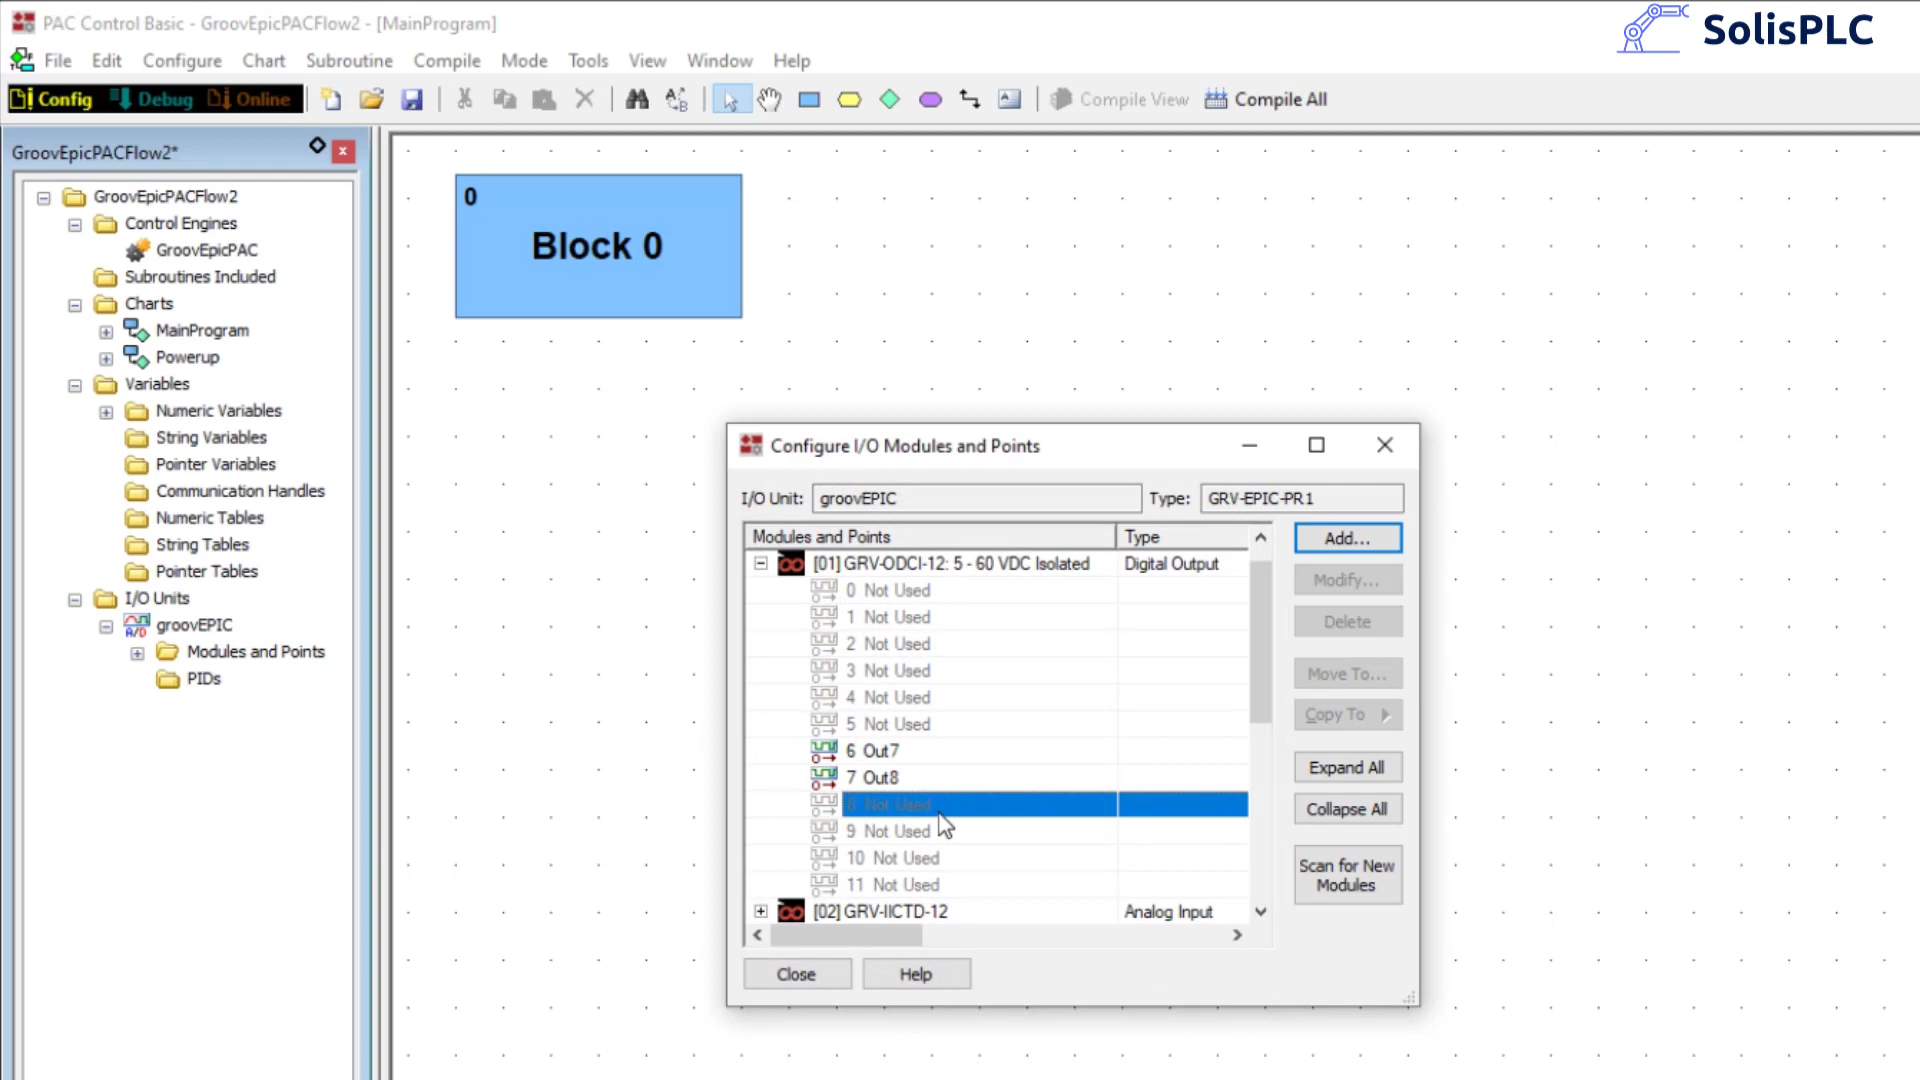 PAC Control Basic - GroovEpicPACFlow2 - [MainProgram]
SolisPLC
File Edit Configure Chart Subroutine Compile Mode Tools View Window Help
Config Debug Online Compile View Compile All
GroovEpicPACFlow2*
GroovEpicPACFlow2
Control Engines
GroovEpicPAC
Subroutines Included
Charts
MainProgram
Powerup
Variables
Numeric Variables
String Variables
Pointer Variables
Communication Handles
Numeric Tables
String Tables
Pointer Tables
I/O Units
groovEPIC
Modules and Points
PIDs
0
Block 0
Configure I/O Modules and Points
I/O Unit: groovEPIC Type: GRV-EPIC-PR1
Modules and Points Type
[01] GRV-ODCI-12: 5 - 60 VDC Isolated Digital Output
0 Not Used
1 Not Used
2 Not Used
3 Not Used
4 Not Used
5 Not Used
6 Out7
7 Out8
8 Not Used
9 Not Used
10 Not Used
11 Not Used
[02] GRV-IICTD-12 Analog Input
Add...
Modify...
Delete
Move To...
Copy To
Expand All
Collapse All
Scan for New
Modules
Close Help